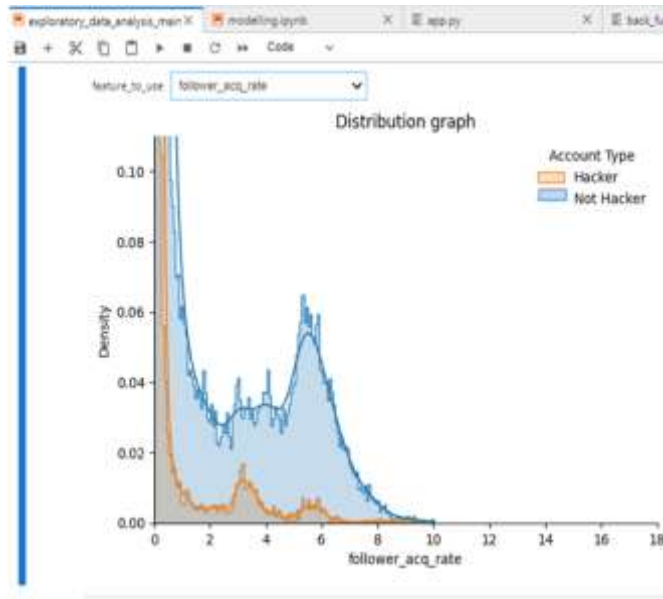 exploratory_data_analysis_main
modelling.ipynb
app.py
Code
feature_to_use
follower_acq_rate
Distribution graph
Account Type
Hacker
Not Hacker
0.10
0.08
0.06
0.04
0.02
0.00
Density
0 2 4 6 8 10 12 14 16 18
follower_acq_rate